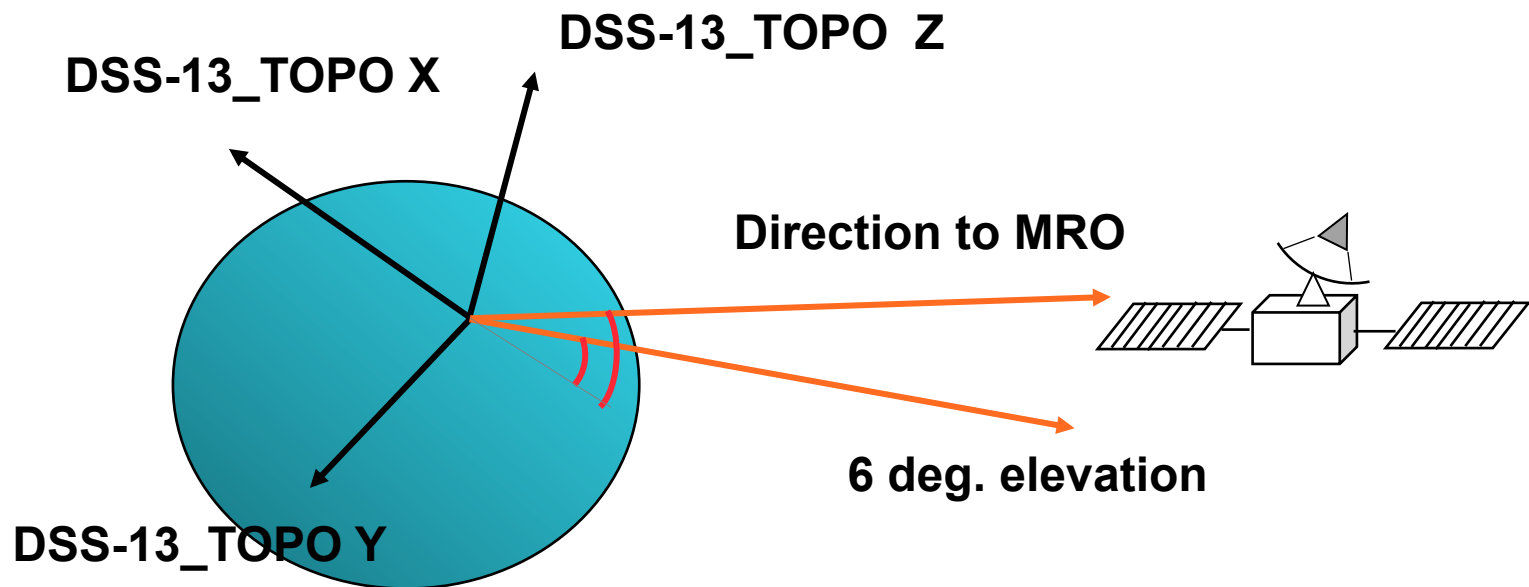 DSS-13_TOPO Z
DSS-13_TOPO X
Direction to MRO
6 deg. elevation
DSS-13_TOPO Y